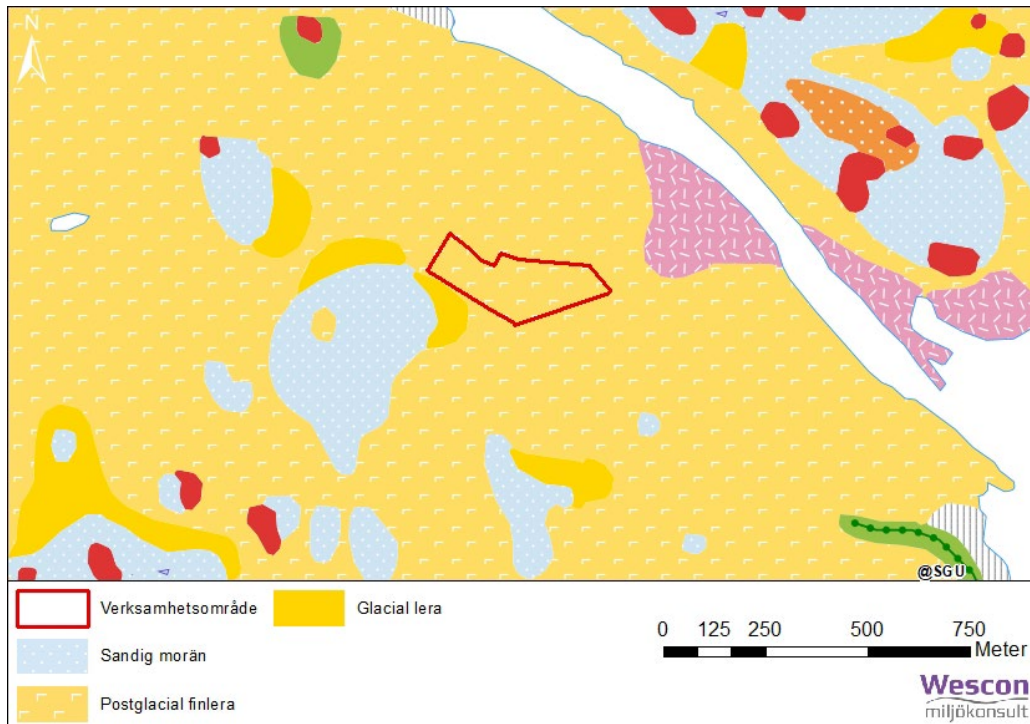 N
@SGU
Verksamhetsområde
Glacial lera
Sandig morän
Postglacial finlera
0 125 250 500 750
Meter
Wescon
miljökonsult